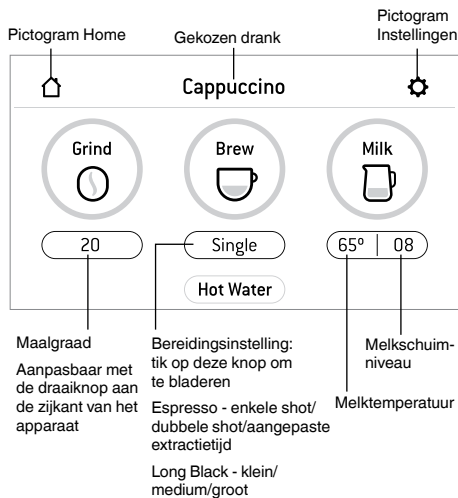 Pictogram Home
Gekozen drank
Pictogram
Instellingen
Cappuccino
Grind
Brew
Milk
20
Single
65º | 08
Hot Water
Maalgraad
Aanpasbaar met
de draaiknop aan
de zijkant van het
apparaat
Bereidingsinstelling:
tik op deze knop om
te bladeren
Espresso - enkele shot/
dubbele shot/aangepaste
extractietijd
Long Black - klein/
medium/groot
Melktemperatuur
Melkschuim-
niveau